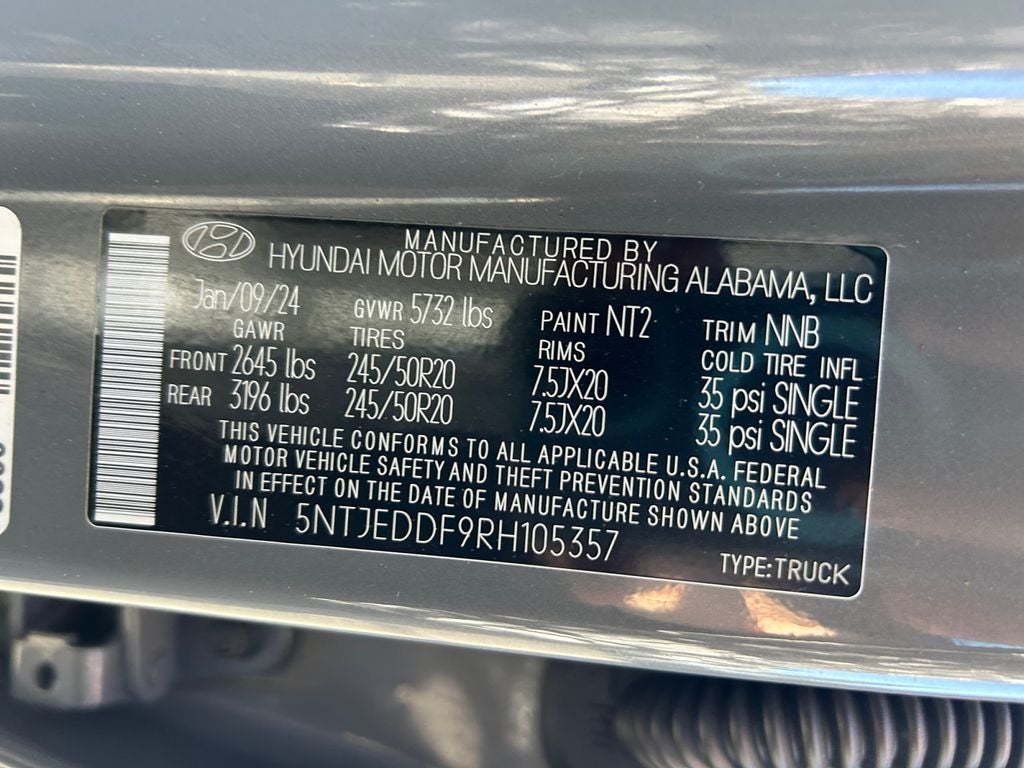 MANUFACTURED BY
HYUNDAI MOTOR MANUFACTURING ALABAMA, LLC
Jan/09/24 GVWR 5732 lbs PAINT NT2 TRIM NNB
GAWR TIRES RIMS COLD TIRE INFL
FRONT 2645 lbs 245/50R20 7.5JX20 35 psi SINGLE
REAR 3196 lbs 245/50R20 7.5JX20 35 psi SINGLE
THIS VEHICLE CONFORMS TO ALL APPLICABLE U.S.A. FEDERAL
MOTOR VEHICLE SAFETY AND THEFT PREVENTION STANDARDS
IN EFFECT ON THE DATE OF MANUFACTURE SHOWN ABOVE
V.I.N 5NTJEDDF9RH105357
TYPE:TRUCK